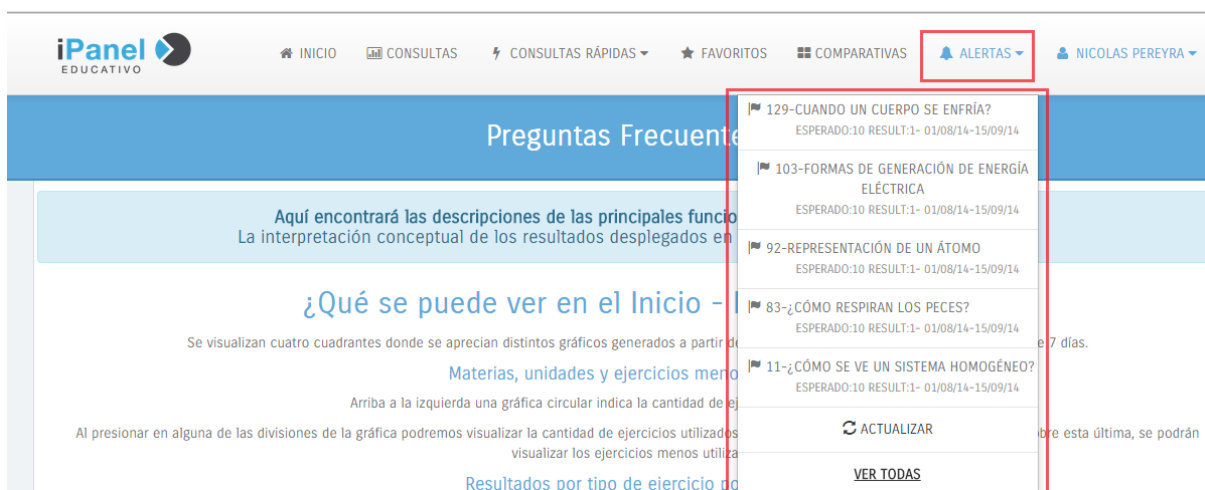 iPanel
EDUCATIVO
INICIO
CONSULTAS
CONSULTAS RÁPIDAS
FAVORITOS
COMPARATIVAS
ALERTAS
NICOLAS PEREYRA
Preguntas Frecuente
Aquí encontrará las descripciones de las principales funcio
La interpretación conceptual de los resultados desplegados en
¿Qué se puede ver en el Inicio -
Se visualizan cuatro cuadrantes donde se aprecian distintos gráficos generados a partir de
e 7 días.
Materias, unidades y ejercicios meno
Arriba a la izquierda una gráfica circular indica la cantidad de ej
Al presionar en alguna de las divisiones de la gráfica podremos visualizar la cantidad de ejercicios utilizados
bre esta última, se podrán
visualizar los ejercicios menos utiliza
Resultados por tipo de ejercicio po
129-CUANDO UN CUERPO SE ENFRÍA?
ESPERADO:10 RESULT:1- 01/08/14-15/09/14
103-FORMAS DE GENERACIÓN DE ENERGÍA
ELÉCTRICA
ESPERADO:10 RESULT:1- 01/08/14-15/09/14
92-REPRESENTACIÓN DE UN ÁTOMO
ESPERADO:10 RESULT:1- 01/08/14-15/09/14
83-¿CÓMO RESPIRAN LOS PECES?
ESPERADO:10 RESULT:1- 01/08/14-15/09/14
11-¿CÓMO SE VE UN SISTEMA HOMOGÉNEO?
ESPERADO:10 RESULT:1- 01/08/14-15/09/14
ACTUALIZAR
VER TODAS